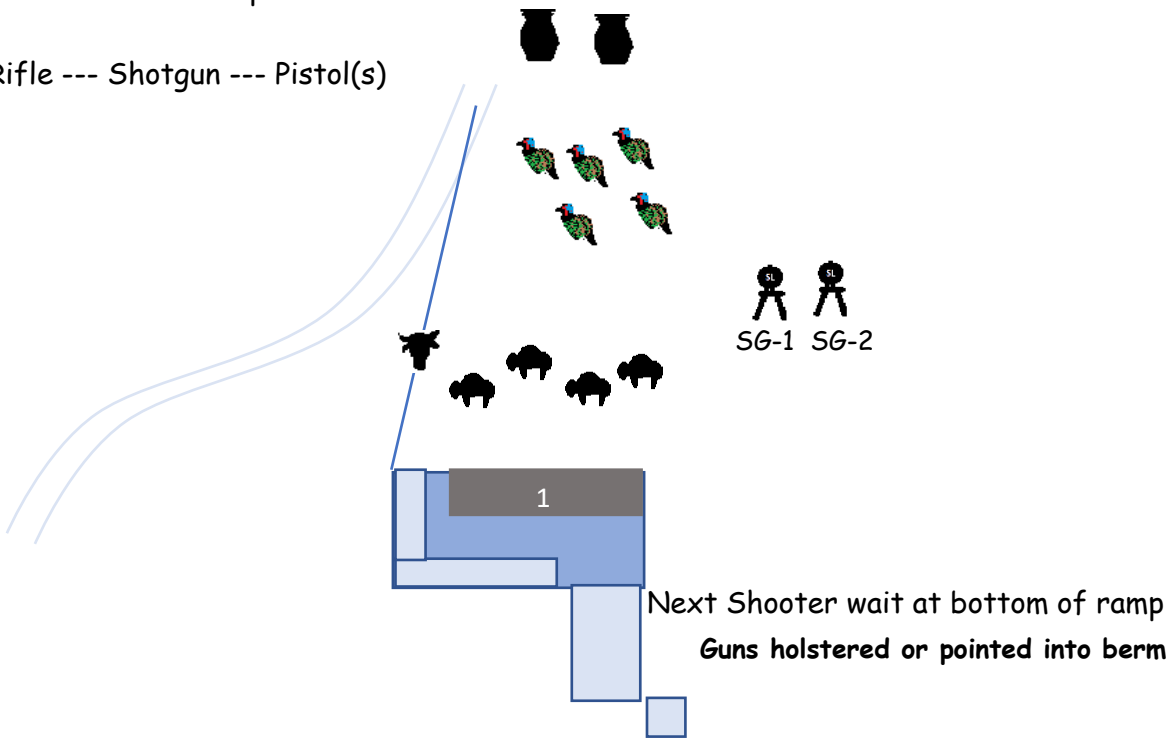 Rifle --- Shotgun --- Pistol(s)
SL SL
SG-1 SG-2
1
Next Shooter wait at bottom of ramp
Guns holstered or pointed into berm